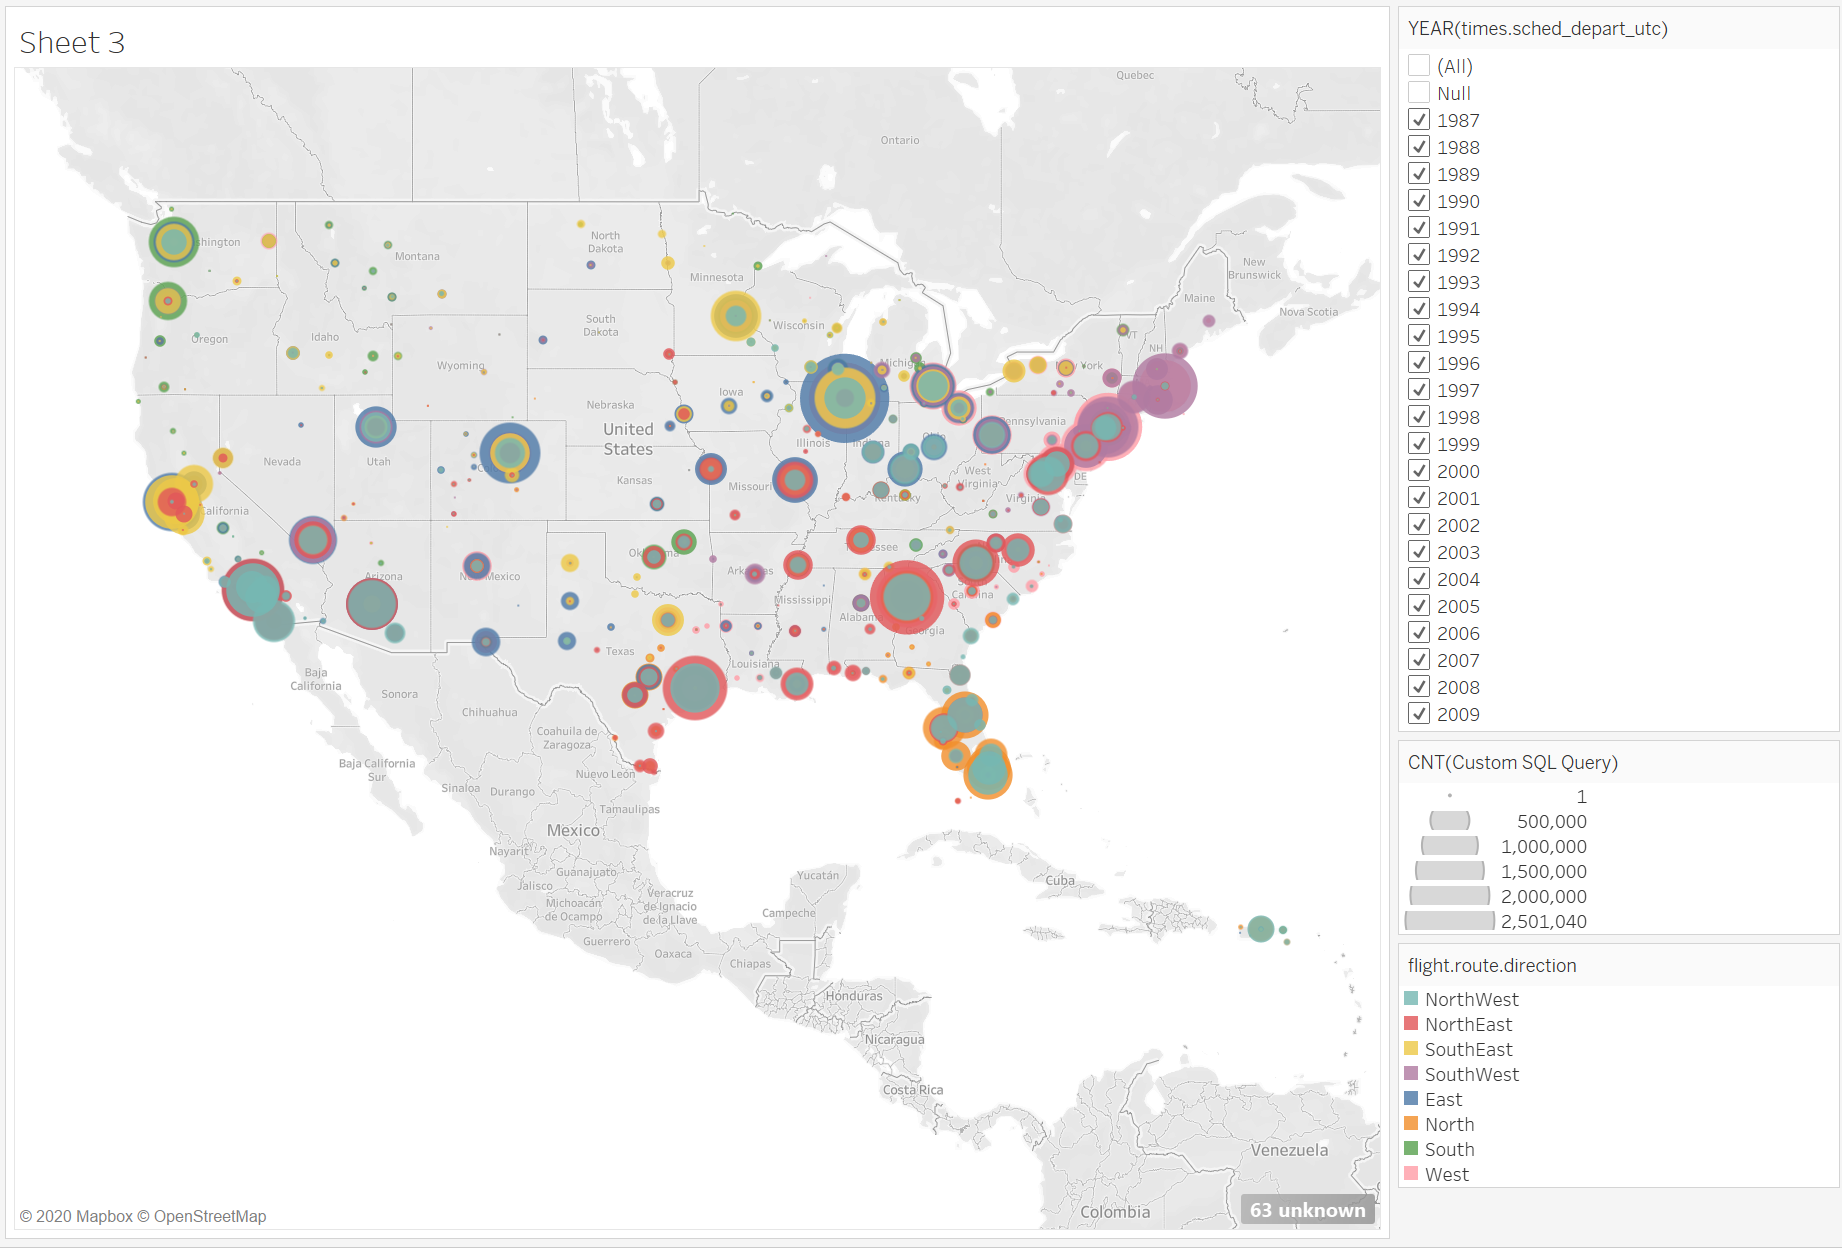 Sheet 3
Quebec
Ontario
New
Brunswick
Maine
Nova Scotia
VT
NH
shington
Montana
North
Dakota
Minnesota
South
Dakota
Wisconsin
Oregon
Idaho
Wyoming
Iowa
Nebraska
United
States
Pennsylvania
Illinois
Nevada
Utah
Kansas
Missouri
West
Virginia
DE
Kentucky
Virginia
California
Arizona
New Mexico
Mississippi
Alabama
Georgia
Carolina
Texas
Louisiana
Baja
California
Sonora
Chihuahua
Coahuila de
Zaragoza
Baja California
Sur
Nuevo León
Sinaloa
Durango
Tamaulipas
Mexico
Nayarit
Guanajuato
Jalisco
Michoacán
de Ocampo
Veracruz
de Ignacio
de la Llave
Yucatán
Campeche
Guerrero
Oaxaca
Chiapas
Cuba
Honduras
Nicaragua
Costa Rica
Venezuela
Colombia
© 2020 Mapbox © OpenStreetMap
63 unknown
YEAR(times.sched_depart_utc)
(All)
Null
1987
1988
1989
1990
1991
1992
1993
1994
1995
1996
1997
1998
1999
2000
2001
2002
2003
2004
2005
2006
2007
2008
2009
CNT(Custom SQL Query)
1
500,000
1,000,000
1,500,000
2,000,000
2,501,040
flight.route.direction
NorthWest
NorthEast
SouthEast
SouthWest
East
North
South
West